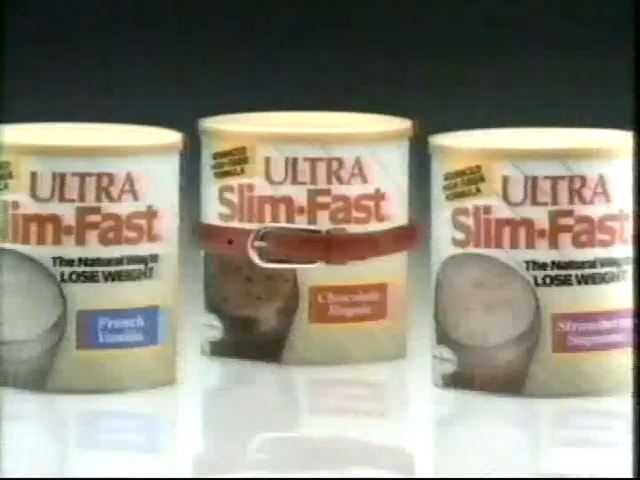 ULTRA
Slim-Fast
The Natural Way to
LOSE WEIGHT
French
Vanilla
ULTRA
Slim-Fast
Chocolate
Royale
ULTRA
Slim-Fast
The Natural Way to
LOSE WEIGHT
Strawberry
Supreme